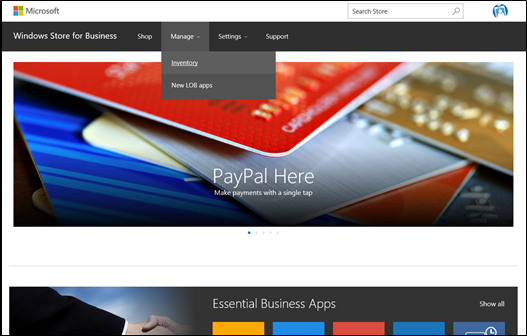 Microsoft
Search Store
Windows Store for Business Shop Manage Settings Support
Inventory
New LOB apps
CARDHOLDER
PayPal Here
Make payments with a single tap
Essential Business Apps Show all